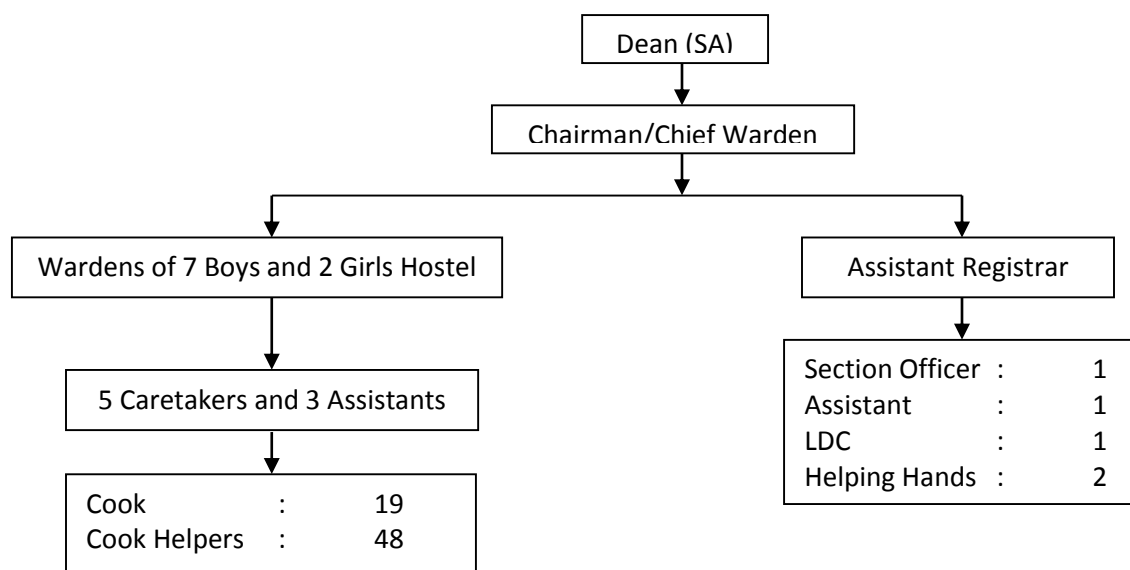 Dean (SA)
Chairman/Chief Warden
Wardens of 7 Boys and 2 Girls Hostel
Assistant Registrar
5 Caretakers and 3 Assistants
Section Officer : 1
Assistant : 1
LDC : 1
Helping Hands : 2
Cook : 19
Cook Helpers : 48